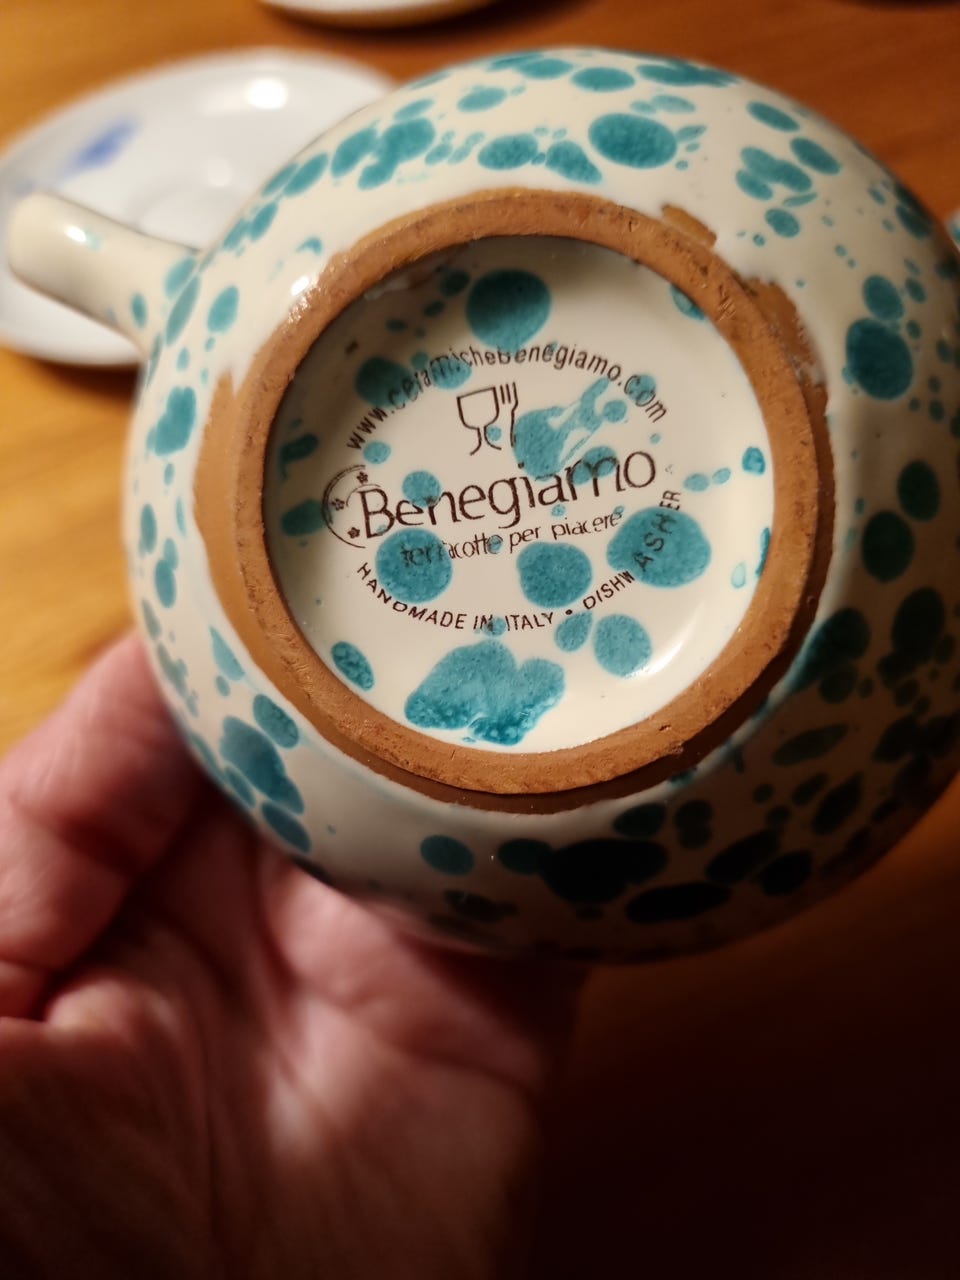 www.ceramicheBenegiamo.com
Benegiamo
terracotte per piacere
HANDMADE IN ITALY • DISHWASHER